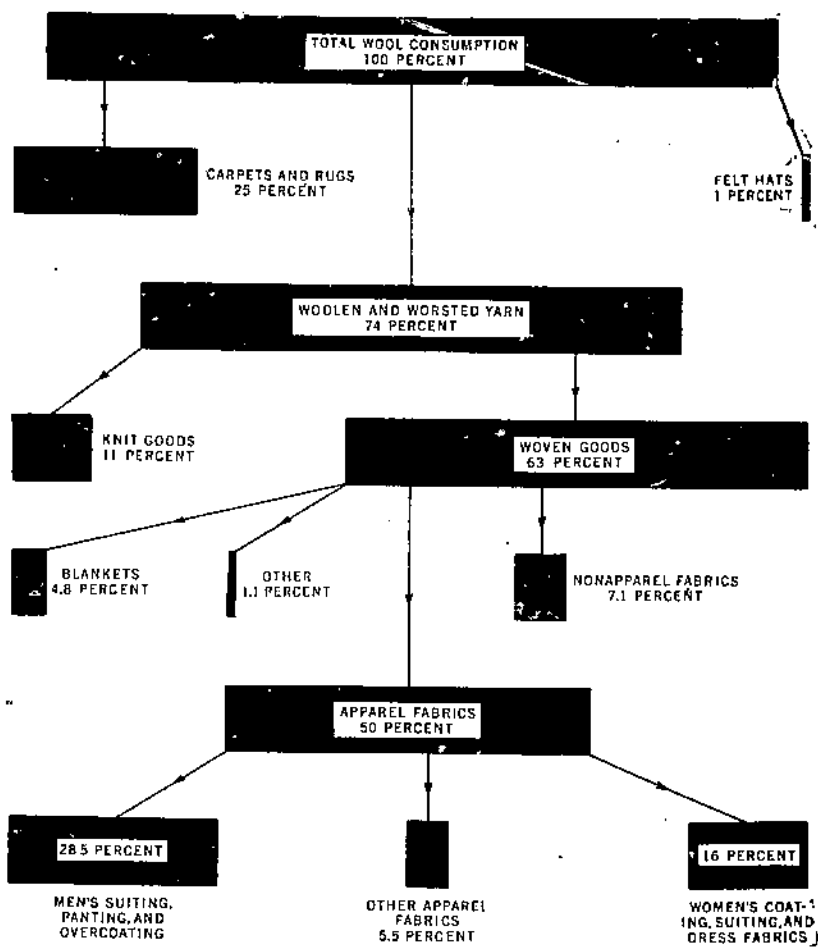 TOTAL WOOL CONSUMPTION
100 PERCENT
CARPETS AND RUGS
25 PERCENT
FELT HATS
1 PERCENT
WOOLEN AND WORSTED YARN
74 PERCENT
KNIT GOODS
11 PERCENT
WOVEN GOODS
63 PERCENT
BLANKETS
4.8 PERCENT
OTHER
1.1 PERCENT
NONAPPAREL FABRICS
7.1 PERCENT
APPAREL FABRICS
50 PERCENT
28.5 PERCENT
MEN'S SUITING,
PANTING, AND
OVERCOATING
OTHER APPAREL
FABRICS
5.5 PERCENT
16 PERCENT
WOMEN'S COAT-
ING, SUITING, AND
DRESS FABRICS